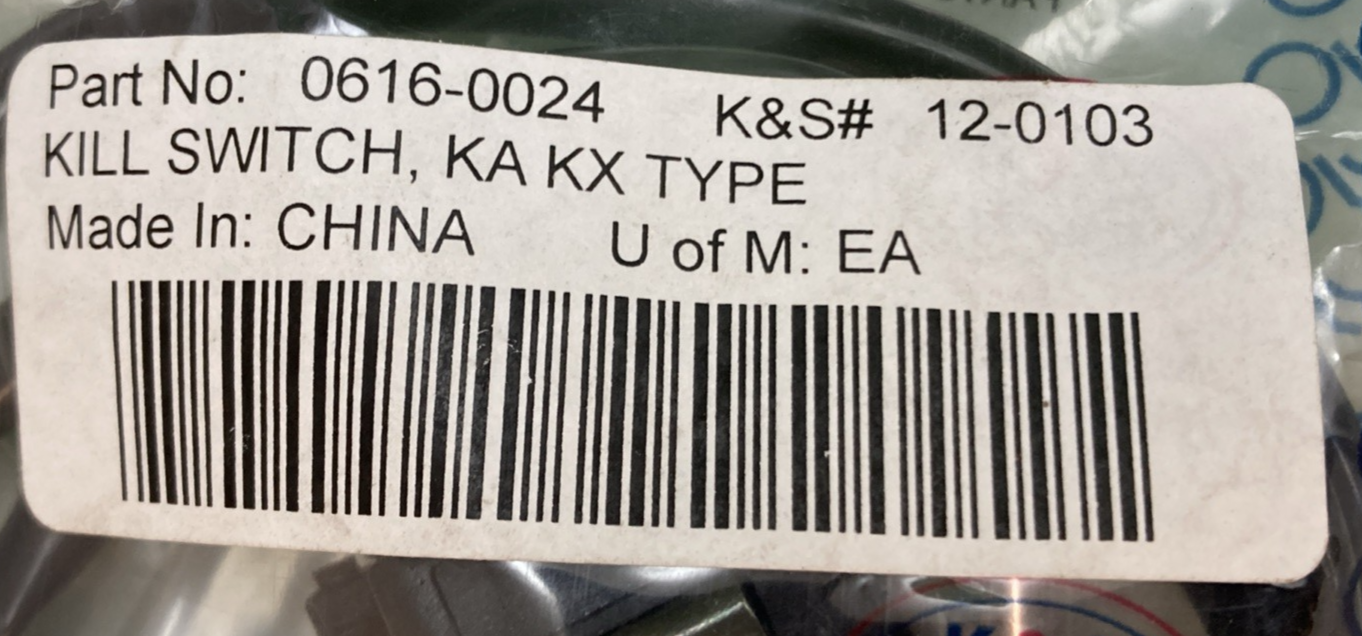 Part No: 0616-0024 K&S# 12-0103
KILL SWITCH, KA KX TYPE
Made In: CHINA U of M: EA